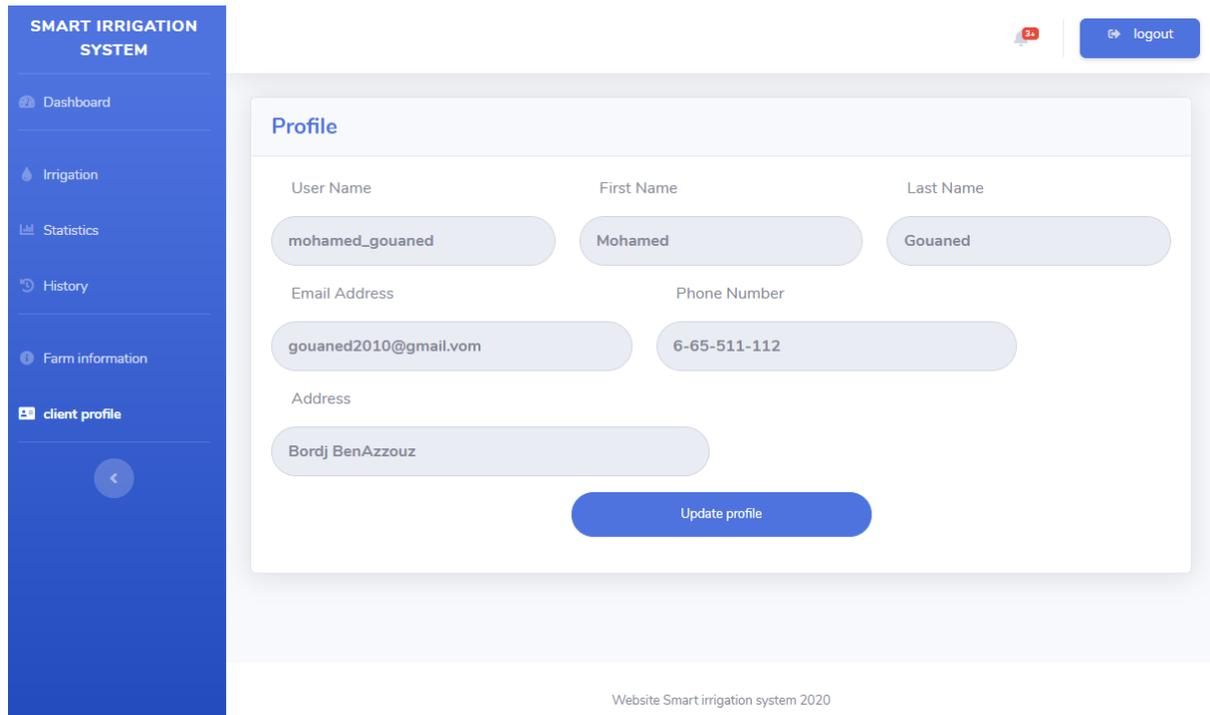 SMART IRRIGATION
SYSTEM
3+
logout
Dashboard
Irrigation
Statistics
History
Farm information
client profile
Profile
User Name First Name Last Name
mohamed_gouaned Mohamed Gouaned
Email Address Phone Number
gouaned2010@gmail.vom 6-65-511-112
Address
Bordj BenAzzouz
Update profile
Website Smart irrigation system 2020